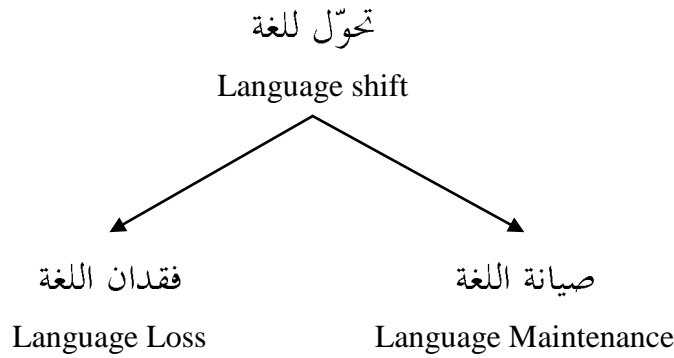 تحوّل للغة
Language shift
فقدان اللغة
صيانة اللغة
Language Loss
Language Maintenance